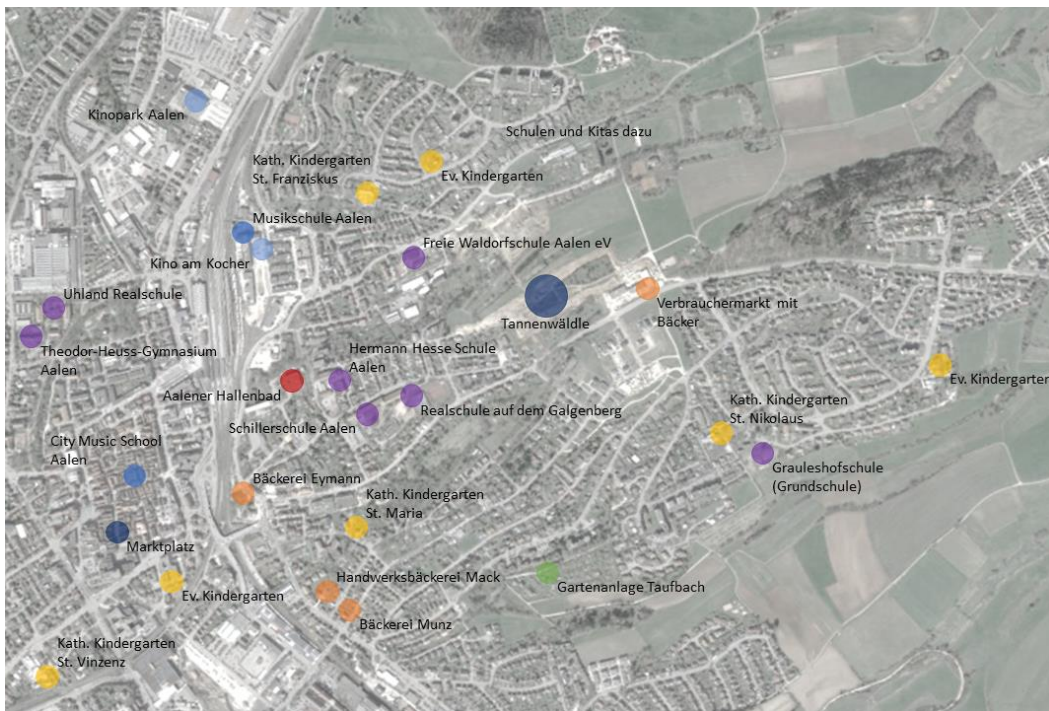 Kinopark Aalen
Schulen und Kitas dazu
Kath. Kindergarten
St. Franziskus
Ev. Kindergarten
Musikschule Aalen
Kino am Kocher
Freie Waldorfschule Aalen eV
Uhland Realschule
Tannenwäldle
Verbrauchermarkt mit
Bäcker
Theodor-Heuss-Gymnasium
Aalen
Hermann Hesse Schule
Aalen
Aalener Hallenbad
Ev. Kindergarten
Realschule auf dem Galgenberg
Schillerschule Aalen
Kath. Kindergarten
St. Nikolaus
City Music School
Aalen
Grauleshofschule
(Grundschule)
Bäckerei Eymann
Kath. Kindergarten
St. Maria
Marktplatz
Handwerksbäckerei Mack
Gartenanlage Taufbach
Ev. Kindergarten
Bäckerei Munz
Kath. Kindergarten
St. Vinzenz